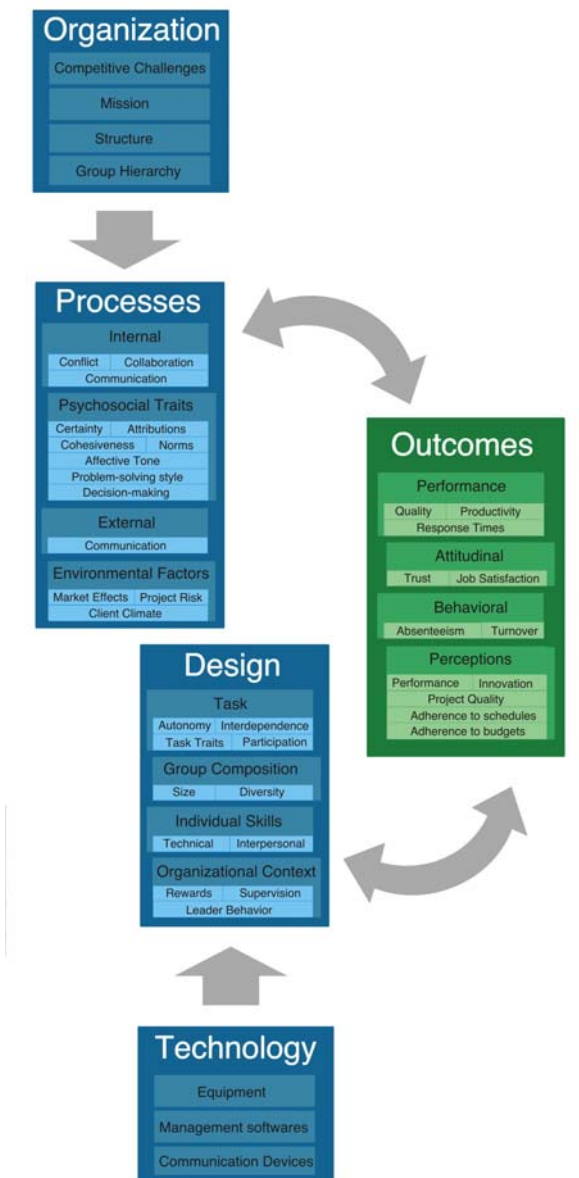 Organization
Competitive Challenges
Mission
Structure
Group Hierarchy
Processes
Internal
Conflict Collaboration
Communication
Psychosocial Traits
Certainty Attributions
Cohesiveness Norms
Affective Tone
Problem-solving style
Decision-making
External
Communication
Environmental Factors
Market Effects Project Risk
Client Climate
Outcomes
Performance
Quality Productivity
Response Times
Attitudinal
Trust Job Satisfaction
Behavioral
Absenteeism Turnover
Perceptions
Performance Innovation
Project Quality
Adherence to schedules
Adherence to budgets
Design
Task
Autonomy Interdependence
Task Traits Participation
Group Composition
Size Diversity
Individual Skills
Technical Interpersonal
Organizational Context
Rewards Supervision
Leader Behavior
Technology
Equipment
Management softwares
Communication Devices